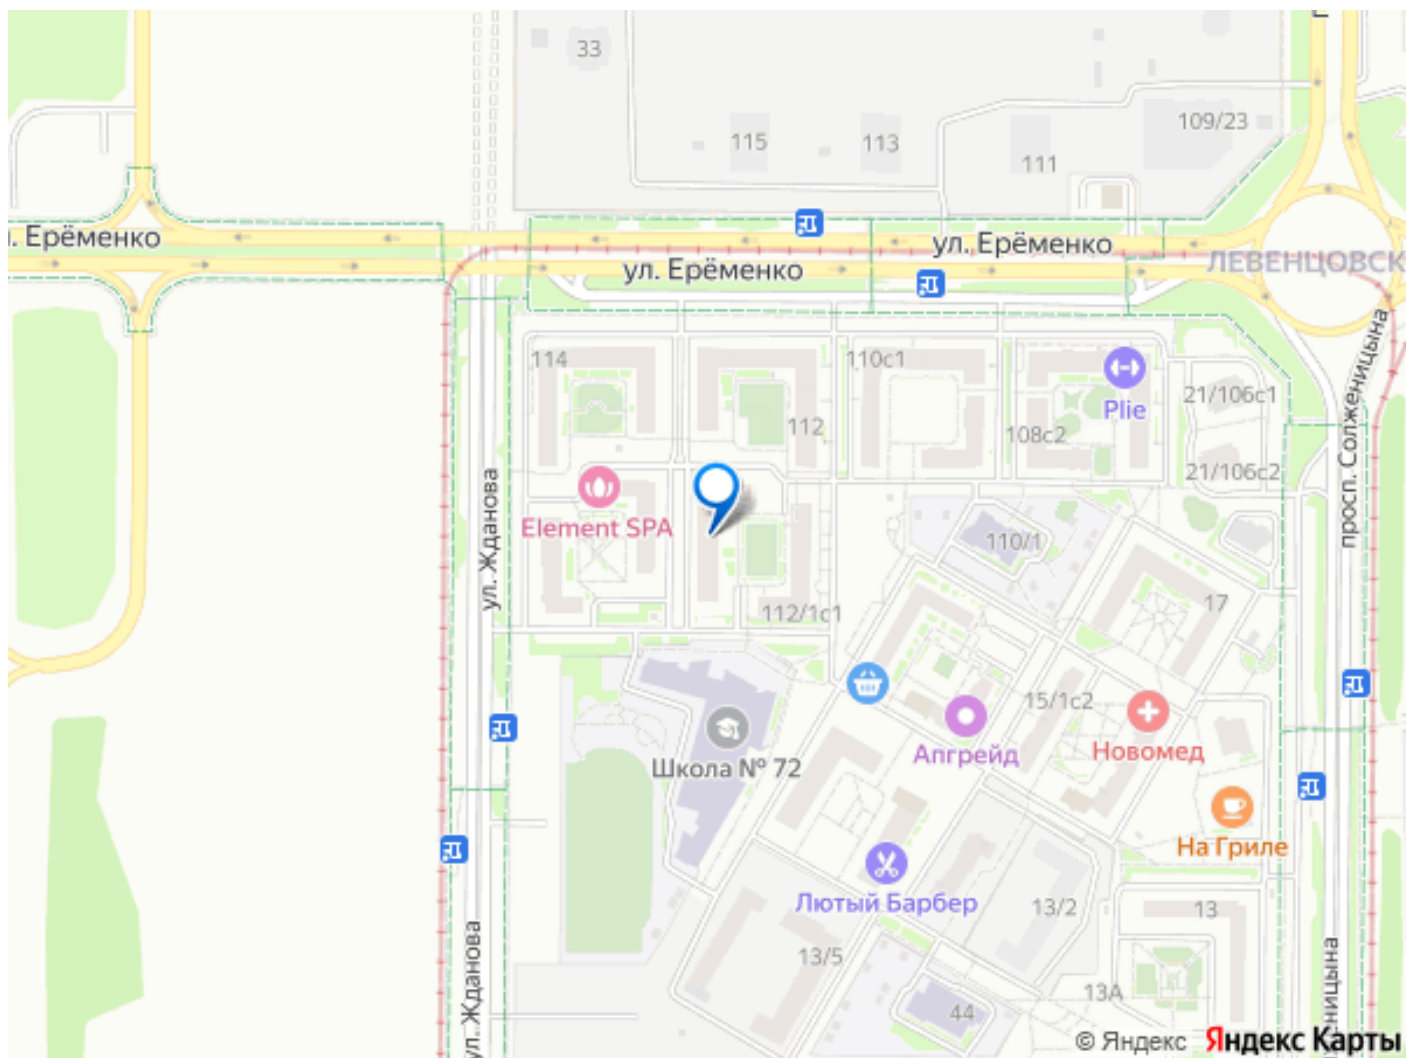 33
109/23
115
113
111
ул. Ерёменко
ул. Ерёменко
ЛЕВЕНЦОВСК
ул. Ерёменко
114
110с1
Plie
21/106с1
112
108с2
просп. Солженицына
21/106с2
ул. Жданова
Element SPA
110/1
112/1с1
17
15/1с2
Новомед
Апгрейд
Школа № 72
На Гриле
Лютый Барбер
13/2
13
13/5
ул. Жданова
13А
44
ницына
© Яндекс Яндекс Карты